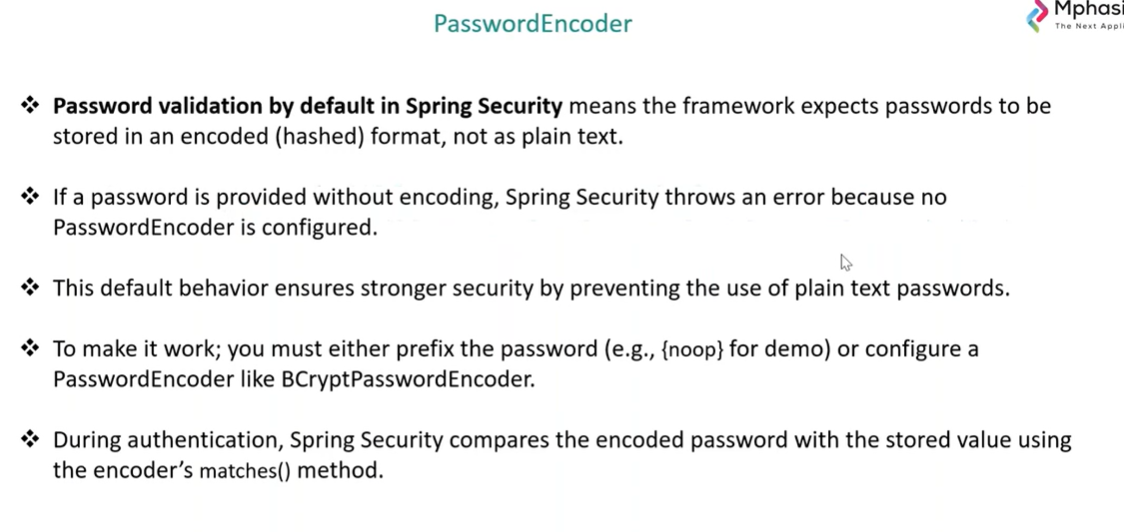 PasswordEncoder
Mphasi
The Next Appli
❖ Password validation by default in Spring Security means the framework expects passwords to be
stored in an encoded (hashed) format, not as plain text.
❖ If a password is provided without encoding, Spring Security throws an error because no
PasswordEncoder is configured.
❖ This default behavior ensures stronger security by preventing the use of plain text passwords.
❖ To make it work; you must either prefix the password (e.g., {noop} for demo) or configure a
PasswordEncoder like BCryptPasswordEncoder.
❖ During authentication, Spring Security compares the encoded password with the stored value using
the encoder’s matches() method.